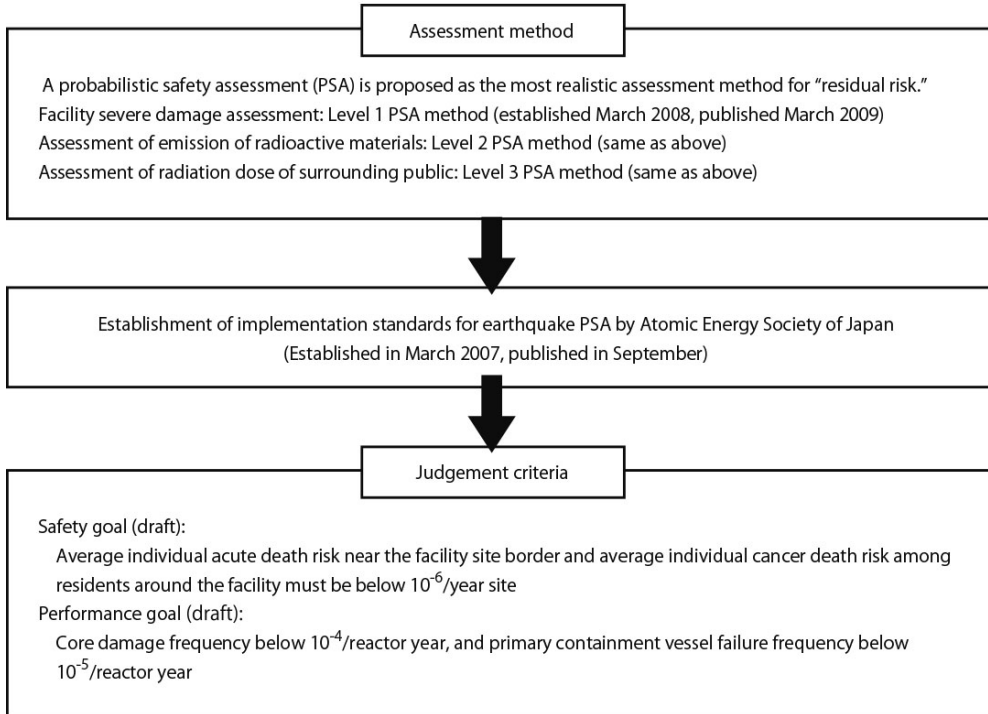 Assessment method
A probabilistic safety assessment (PSA) is proposed as the most realistic assessment method for “residual risk.”
Facility severe damage assessment: Level 1 PSA method (established March 2008, published March 2009)
Assessment of emission of radioactive materials: Level 2 PSA method (same as above)
Assessment of radiation dose of surrounding public: Level 3 PSA method (same as above)
Establishment of implementation standards for earthquake PSA by Atomic Energy Society of Japan
(Established in March 2007, published in September)
Judgement criteria
Safety goal (draft):
Average individual acute death risk near the facility site border and average individual cancer death risk among
residents around the facility must be below 10⁻⁶/year site
Performance goal (draft):
Core damage frequency below 10⁻⁴/reactor year, and primary containment vessel failure frequency below
10⁻⁵/reactor year